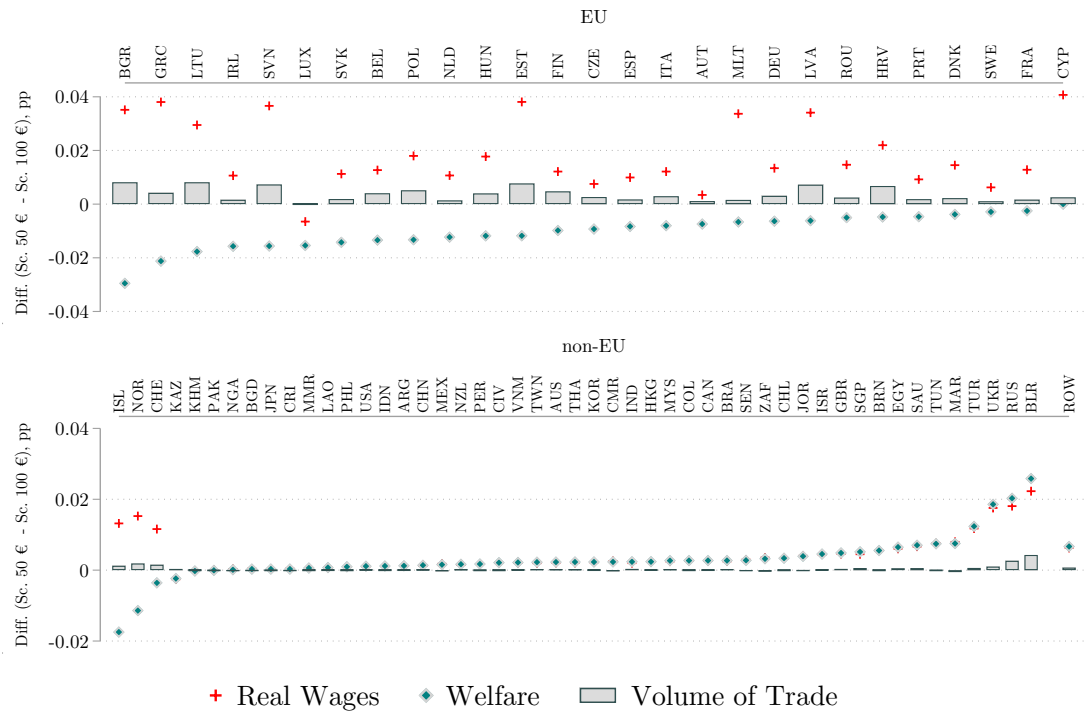 EU
BGR GRC LTU IRL SVN LUX SVK BEL POL NLD HUN EST FIN CZE ESP ITA AUT MLT DEU LVA ROU HRV PRT DNK SWE FRA CYP
0.04
0.02
0
-0.02
-0.04
Diff. (Sc. 50 € - Sc. 100 €), pp
non-EU
ISL NOR CHE KAZ KHM PAK NGA BGD JPN CRI MMR LAO PHL USA IDN ARG CHN MEX NZL PER CIV VNM TWN AUS THA KOR CMR IND HKG MYS COL CAN BRA SEN ZAF CHL JOR ISR GBR SGP BRN EGY SAU TUN MAR TUR UKR RUS BLR ROW
0.04
0.02
0
-0.02
Diff. (Sc. 50 € - Sc. 100 €), pp
Real Wages Welfare Volume of Trade